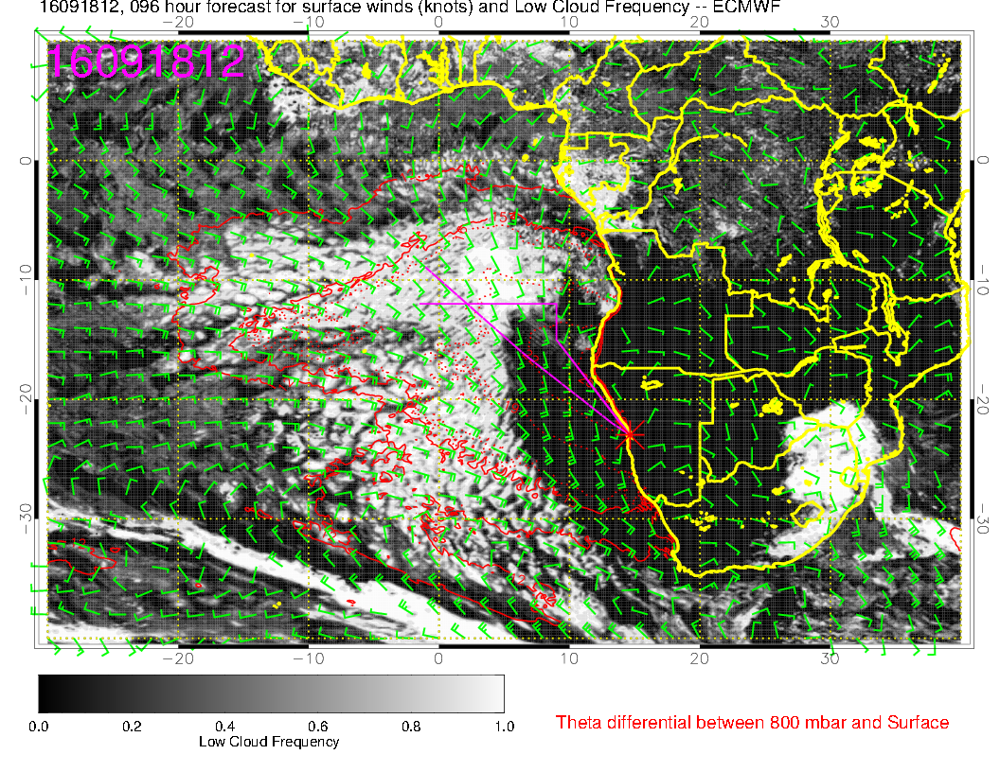 16091812, 096 hour forecast for surface winds (knots) and Low Cloud Frequency -- ECMWF
−20 −10 0 10 20 30
16091812
0 0
−10 −10
−20 −20
−30 −30
−20 −10 0 10 20 30
0.0 0.2 0.4 0.6 0.8 1.0
Low Cloud Frequency
Theta differential between 800 mbar and Surface